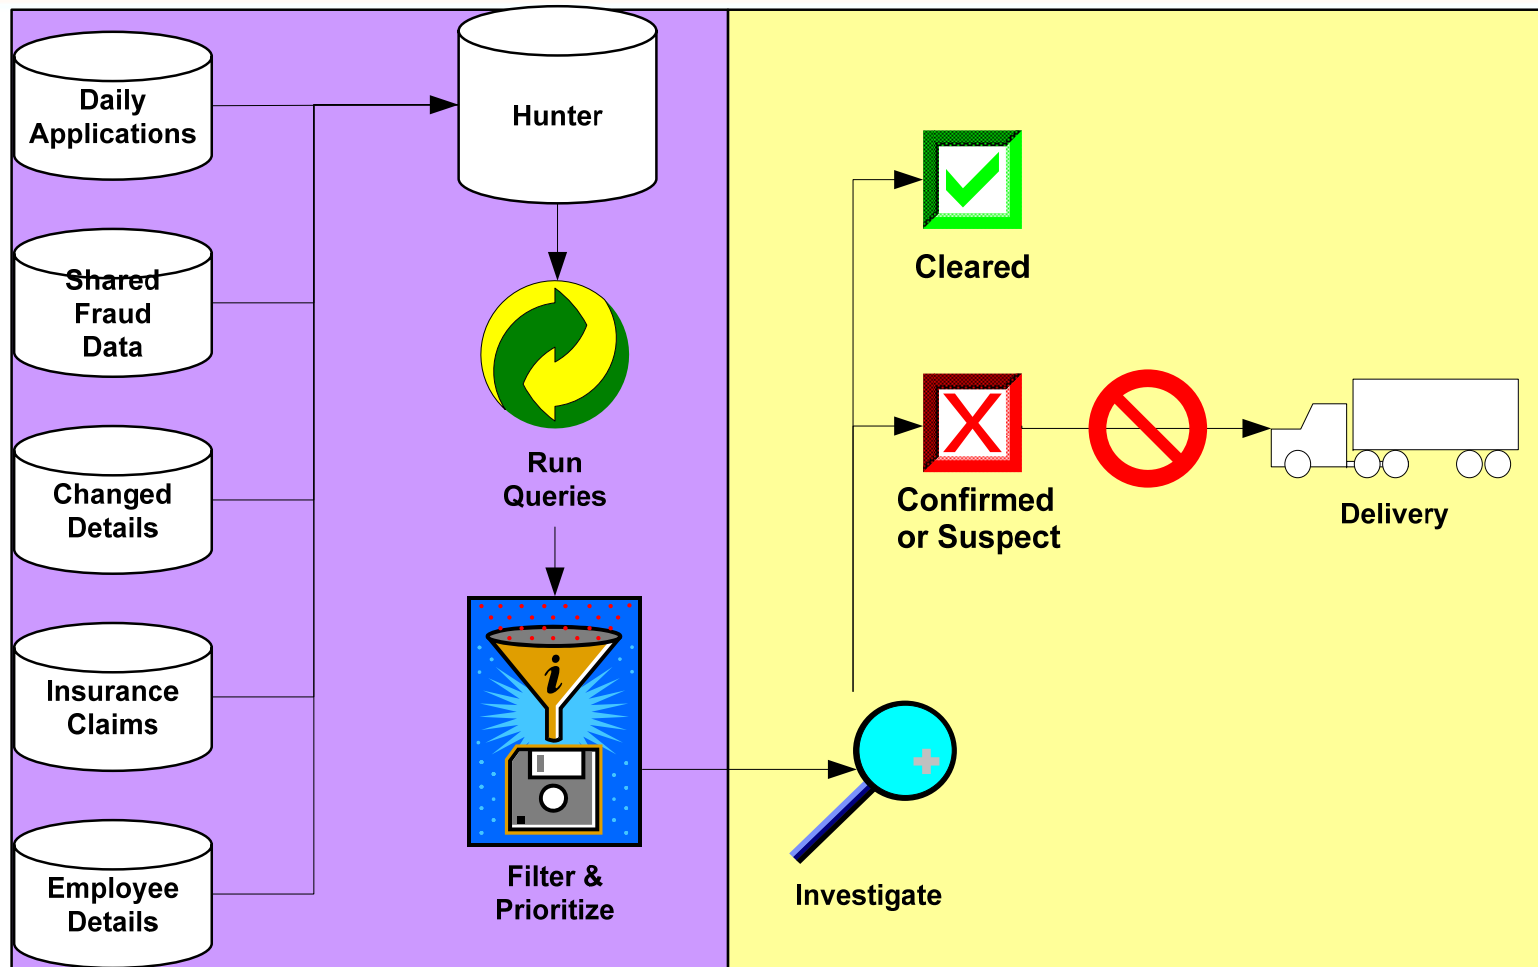 Daily
Applications
Shared
Fraud
Data
Changed
Details
Insurance
Claims
Employee
Details
Hunter
Run
Queries
i
Filter &
Prioritize
Cleared
X
Confirmed
or Suspect
Delivery
Investigate